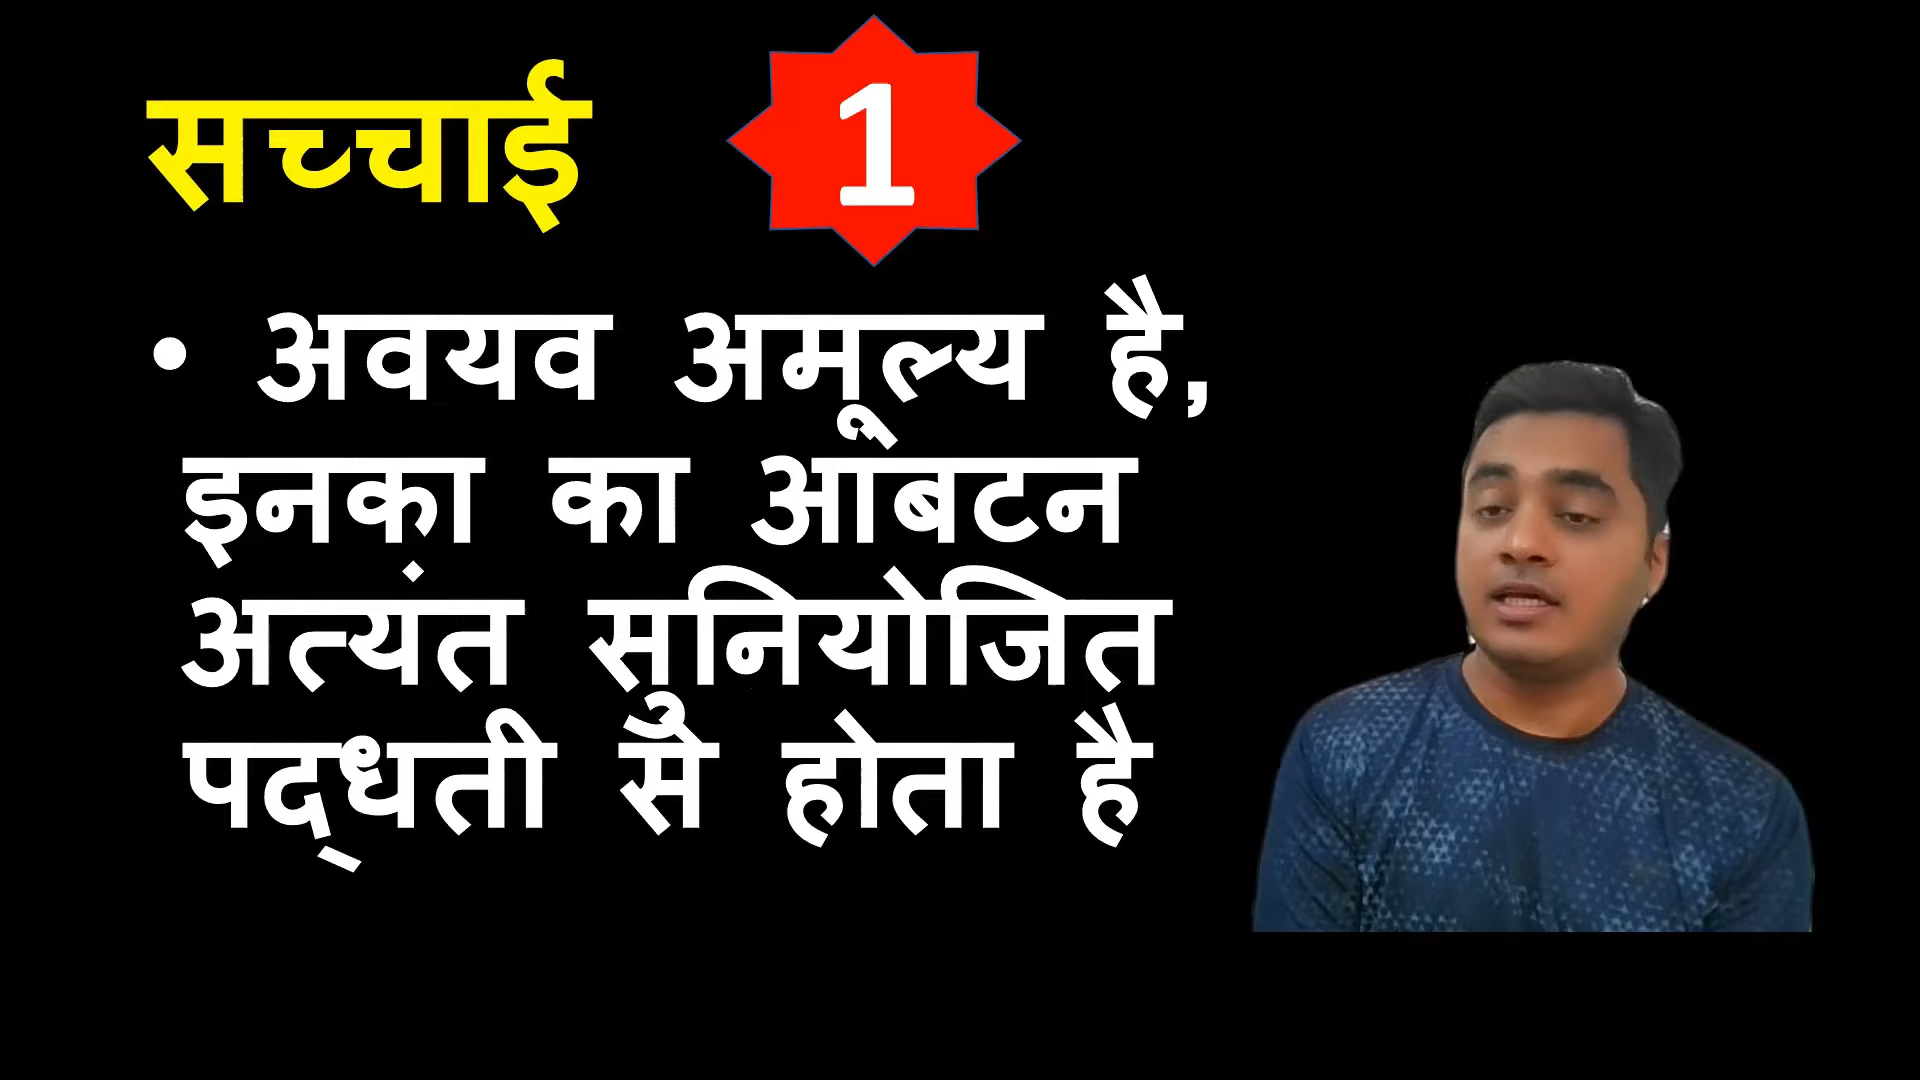 सच्चाई 1
• अवयव अमूल्य है,
इनका का आबटन
अत्यंत सुनियोजित
पद्धती से होता है